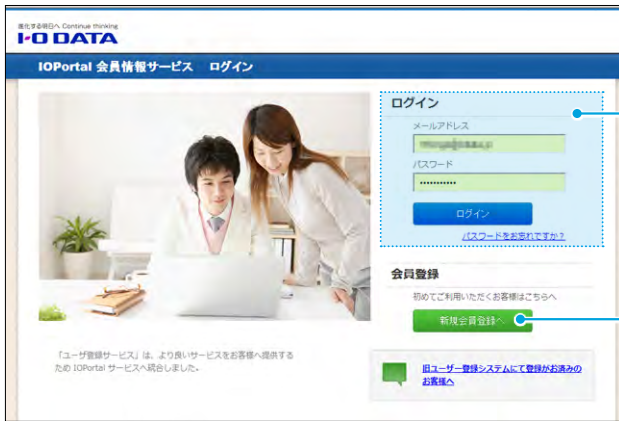 進化する明日へ Continue thinking
I-O DATA
IOPortal 会員情報サービス ログイン
ログイン
メールアドレス
パスワード
•••••••••••
ログイン
パスワードをお忘れですか？
会員登録
初めてご利用いただくお客様はこちらへ
新規会員登録へ
「ユーザ登録サービス」は、より良いサービスをお客様へ提供する
ため IOPortal サービスへ統合しました。
旧ユーザー登録システムにて登録がお済みの
お客様へ